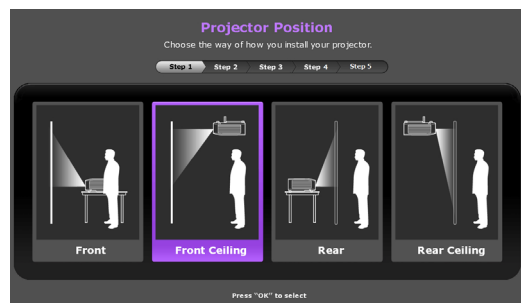 Projector Position
Choose the way of how you install your projector.
Step 1 Step 2 Step 3 Step 4 Step 5
Front Front Ceiling Rear Rear Ceiling
Press "OK" to select